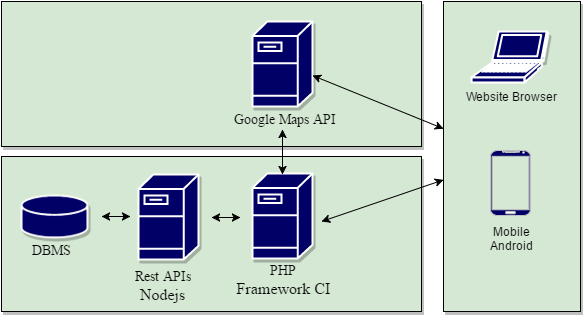 Google Maps API
Website Browser
Mobile
Android
DBMS
Rest APIs
Nodejs
PHP
Framework CI